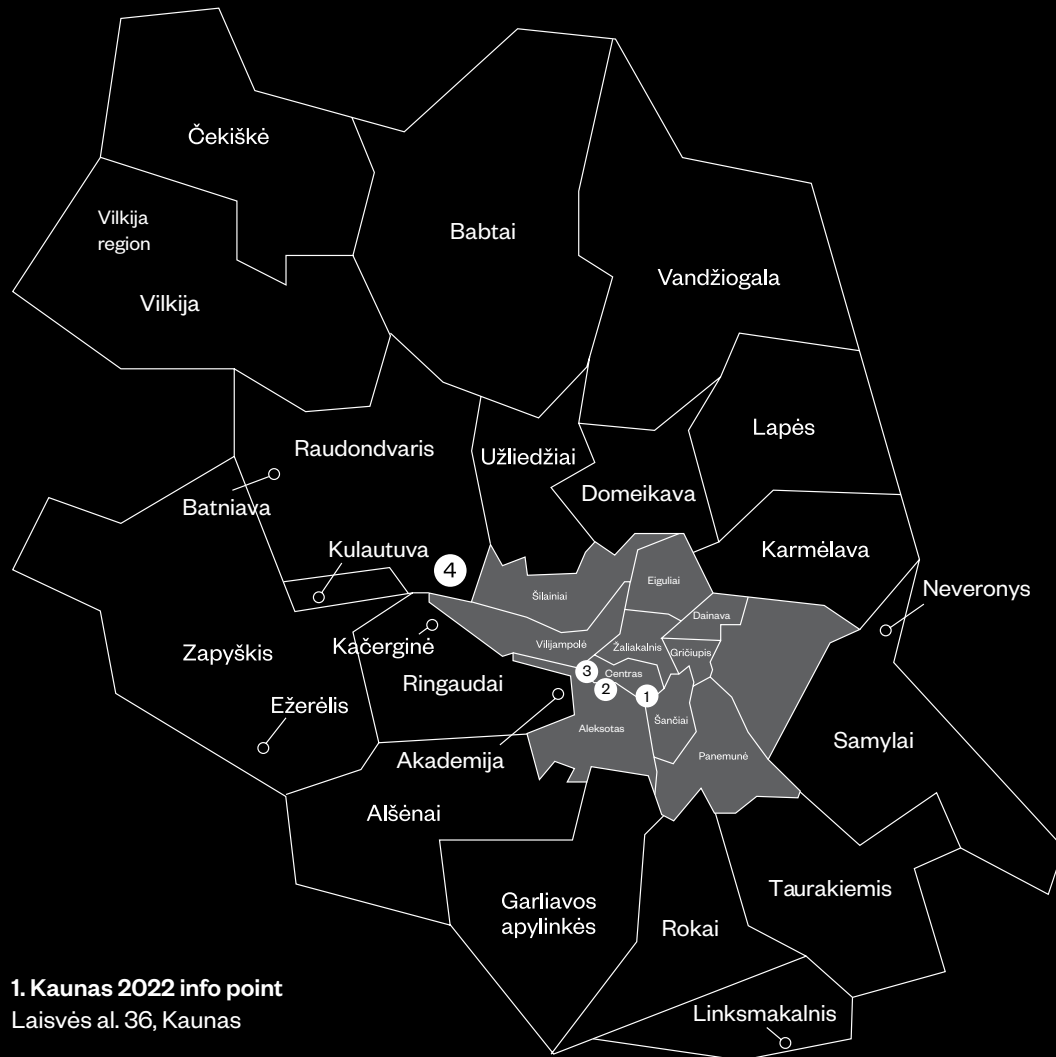 Čekiškė
Vilkija
region
Vilkija
Babtai
Vandžiogala
Lapės
Raudondvaris
Užliedžiai
Domeikava
Batniava
Kulautuva
4
Karmėlava
Neveronys
Šilainiai
Eiguliai
Dainava
Vilijampolė
Žaliakalnis
Gričiupis
Zapyškis
Kačerginė
Ringaudai
3
Centras
2
1
Ežerėlis
Akademija
Aleksotas
Šančiai
Panemunė
Samylai
Alšėnai
Garliavos
apylinkės
Rokai
Taurakiemis
Linksmakalnis
1. Kaunas 2022 info point
Laisvės al. 36, Kaunas